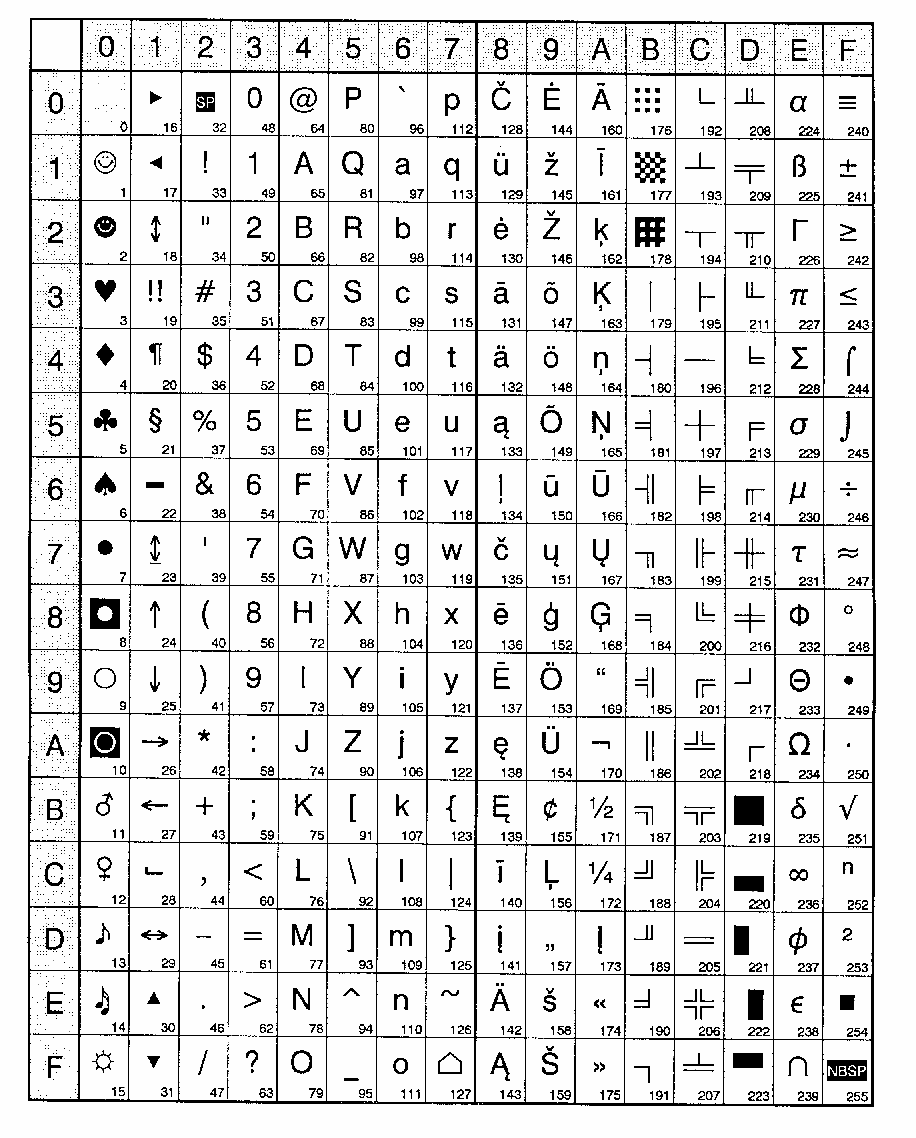 0 1 2 3 4 5 6 7 8 9 A B C D E F
0 ► SP 0 @ P ` p Č Ė Ā ░ └ ╨ α ≡
0 16 32 48 64 80 96 112 128 144 160 176 192 208 224 240
1 ☺ ◄ ! 1 A Q a q ü ž Ī ▒ ┴ ╤ ß ±
1 17 33 49 65 81 97 113 129 145 161 177 193 209 225 241
2 ☻ ↕ " 2 B R b r ė Ž ķ ▓ ┬ ╥ Γ ≥
2 18 34 50 66 82 98 114 130 146 162 178 194 210 226 242
3 ♥ !! # 3 C S c s ā õ Ķ │ ├ ╙ π ≤
3 19 35 51 67 83 99 115 131 147 163 179 195 211 227 243
4 ♦ ¶ $ 4 D T d t ä ö ņ ┤ ─ ╘ Σ ⌠
4 20 36 52 68 84 100 116 132 148 164 180 196 212 228 244
5 ♣ § % 5 E U e u ą Õ Ņ ╡ ┼ ╒ σ ⌡
5 21 37 53 69 85 101 117 133 149 165 181 197 213 229 245
6 ♠ ▬ & 6 F V f v ļ ū Ū ╢ ╞ ╓ µ ÷
6 22 38 54 70 86 102 118 134 150 166 182 198 214 230 246
7 • ↨ ' 7 G W g w č ų Ų ╖ ╟ ╫ τ ≈
7 23 39 55 71 87 103 119 135 151 167 183 199 215 231 247
8 ◘ ↑ ( 8 H X h x ē ģ Ģ ╕ ╚ ╪ Φ °
8 24 40 56 72 88 104 120 136 152 168 184 200 216 232 248
9 ○ ↓ ) 9 I Y i y Ē Ö “ ╣ ╔ ┘ Θ •
9 25 41 57 73 89 105 121 137 153 169 185 201 217 233 249
A ◙ → * : J Z j z ę Ü ¬ ║ ╩ ┌ Ω ·
10 26 42 58 74 90 106 122 138 154 170 186 202 218 234 250
B ♂ ← + ; K [ k { Ę ¢ ½ ╗ ╦ █ δ √
11 27 43 59 75 91 107 123 139 155 171 187 203 219 235 251
C ♀ ∟ , < L \ l | ī Ļ ¼ ╝ ╠ ▄ ∞ ⁿ
12 28 44 60 76 92 108 124 140 156 172 188 204 220 236 252
D ♪ ↔ – = M ] m } į „ Į ╜ ═ ▌ φ ²
13 29 45 61 77 93 109 125 141 157 173 189 205 221 237 253
E ♫ ▲ . > N ^ n ~ Ä š « ╛ ╬ ▐ ϵ ■
14 30 46 62 78 94 110 126 142 158 174 190 206 222 238 254
F ☼ ▼ / ? O _ o ⌂ Ą Š » ┐ ╧ ▀ ∩ NBSP
15 31 47 63 79 95 111 127 143 159 175 191 207 223 239 255